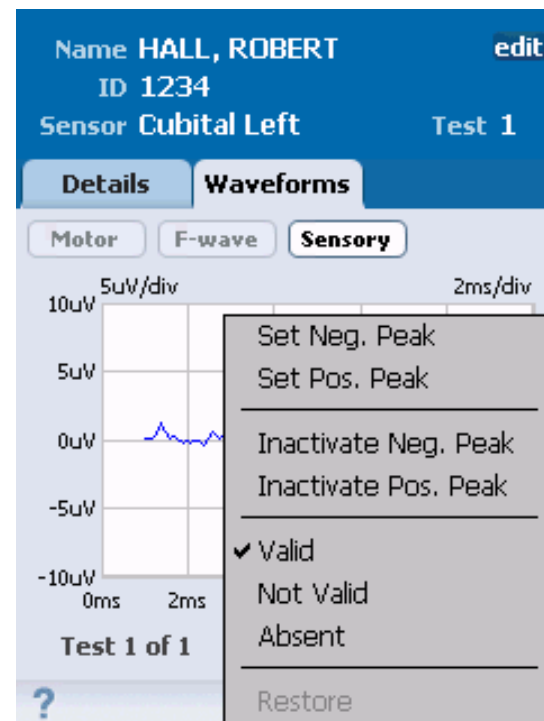 Name HALL, ROBERT edit
ID 1234
Sensor Cubital Left Test 1
Details Waveforms
Motor F-wave Sensory
5uV/div 2ms/div
10uV
Set Neg. Peak
5uV Set Pos. Peak
0uV Inactivate Neg. Peak
Inactivate Pos. Peak
-5uV
Valid
-10uV Not Valid
0ms 2ms
Test 1 of 1 Absent
? Restore